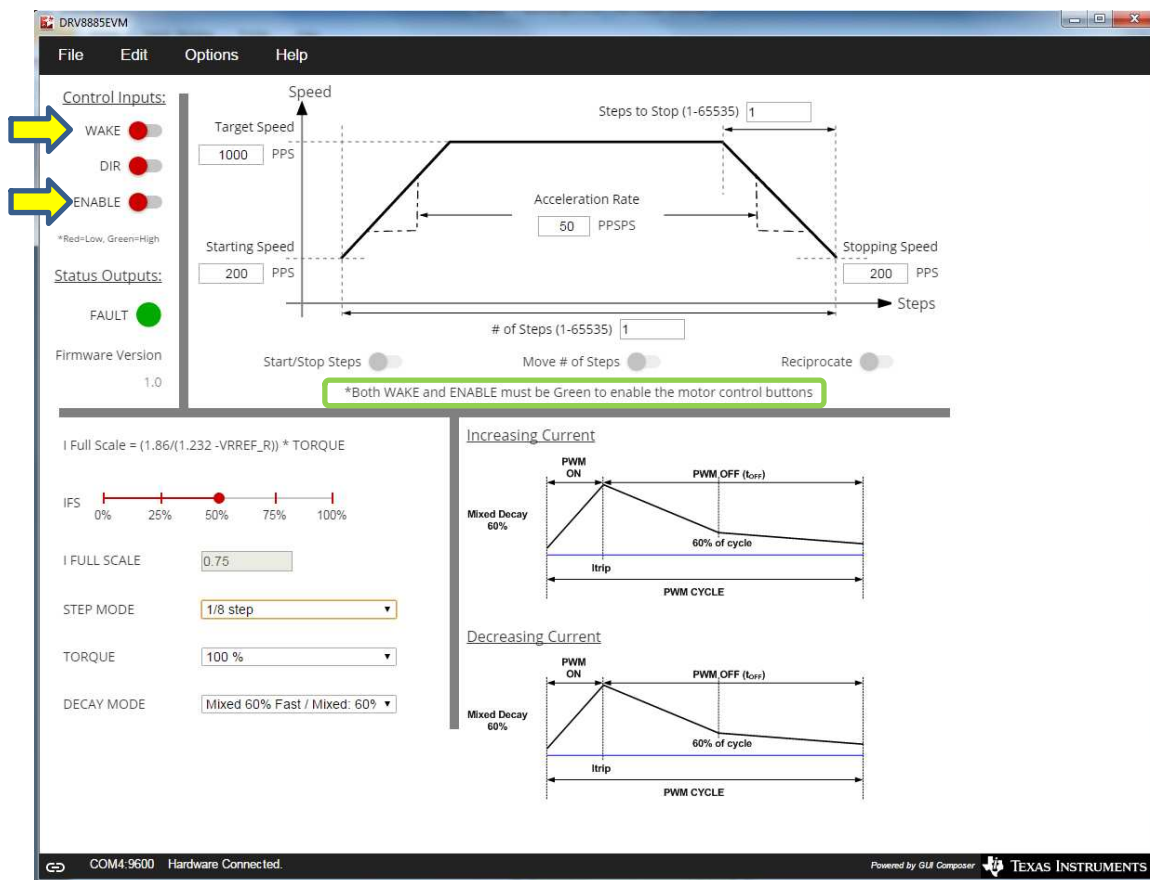 DRV8885EVM
File Edit Options Help
Control Inputs:
WAKE
DIR
ENABLE
*Red=Low, Green=High
Status Outputs:
FAULT
Firmware Version
1.0
Speed
Target Speed
1000 PPS
Steps to Stop (1-65535) 1
Acceleration Rate
50 PPSPS
Starting Speed
200 PPS
Stopping Speed
200 PPS
Steps
# of Steps (1-65535) 1
Start/Stop Steps Move # of Steps Reciprocate
*Both WAKE and ENABLE must be Green to enable the motor control buttons
I Full Scale = (1.86/(1.232 -VRREF_R)) * TORQUE
IFS
0% 25% 50% 75% 100%
I FULL SCALE 0.75
STEP MODE 1/8 step
TORQUE 100 %
DECAY MODE Mixed 60% Fast / Mixed: 60%
Increasing Current
PWM
ON
PWM OFF (tOFF)
Mixed Decay
60%
60% of cycle
Itrip
PWM CYCLE
Decreasing Current
PWM
ON
PWM OFF (tOFF)
Mixed Decay
60%
60% of cycle
Itrip
PWM CYCLE
COM4:9600 Hardware Connected.
Powered by GUI Composer TEXAS INSTRUMENTS